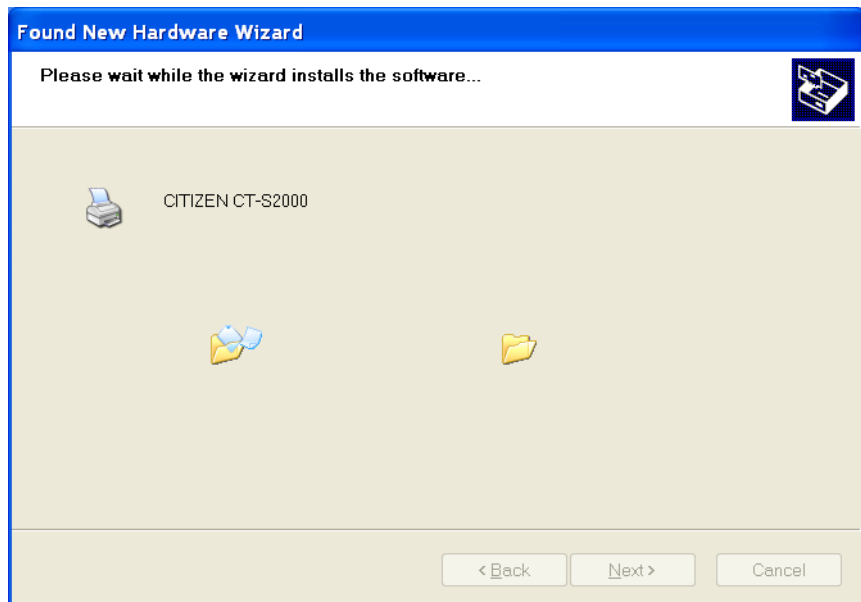 Found New Hardware Wizard
Please wait while the wizard installs the software...
CITIZEN CT-S2000
< Back
Next >
Cancel